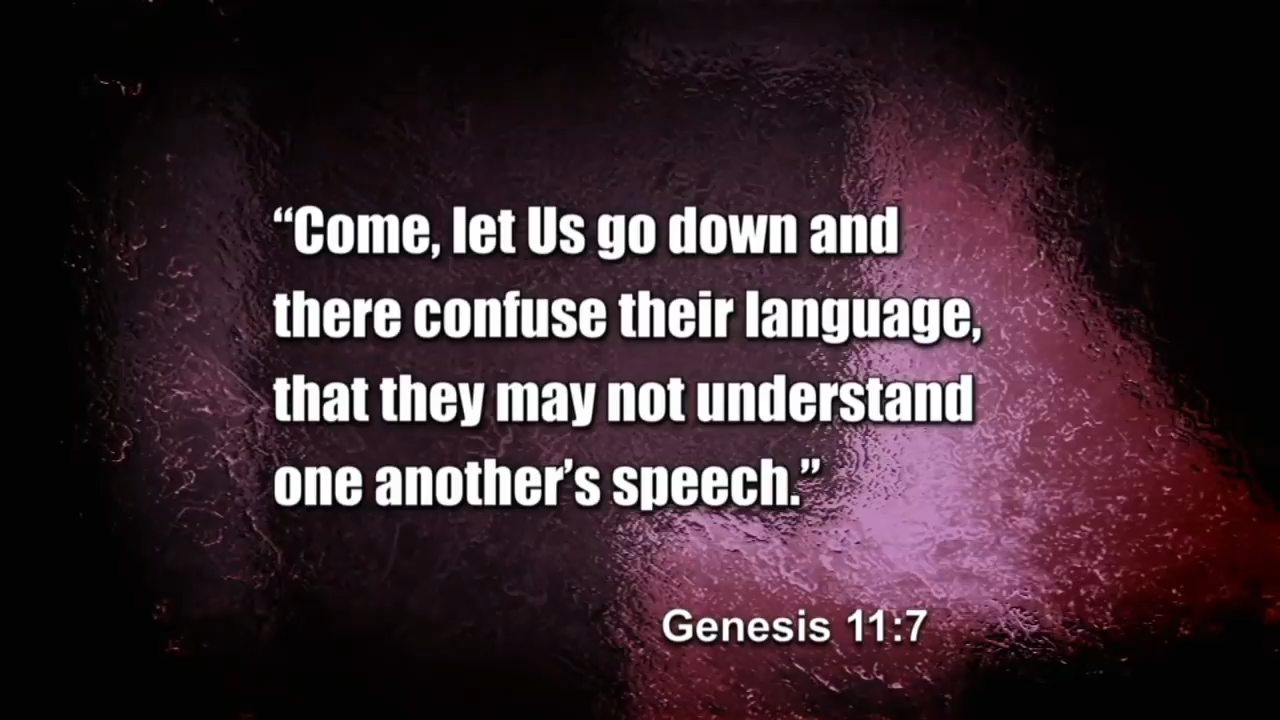 “Come, let Us go down and
there confuse their language,
that they may not understand
one another’s speech.”
Genesis 11:7